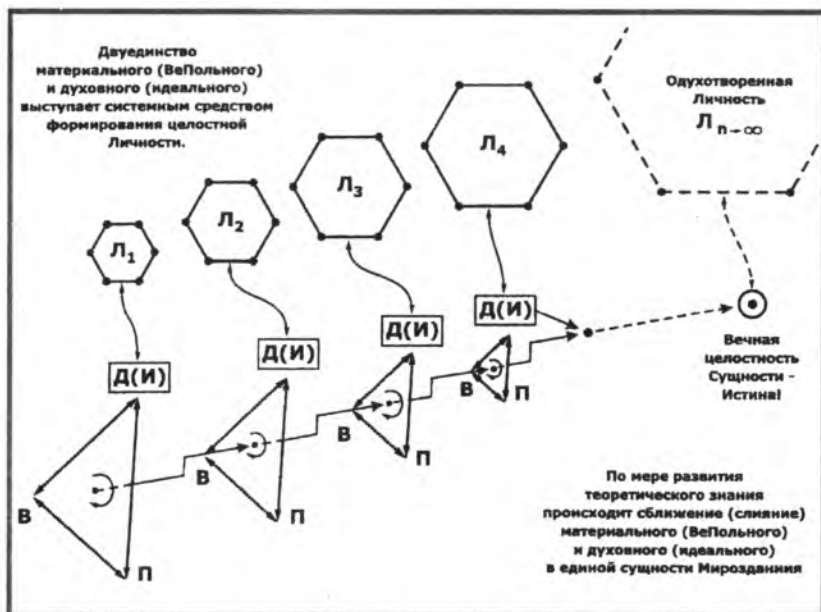 Двуединство
материального (ВеПольного)
и духовного (идеального)
выступает системным средством
формирования целостной
Личности.
Одухотворенная
Личность
Л n→∞
Л4
Л3
Л2
Л1
Д(И)
Д(И)
Д(И)
Д(И)
Вечная
целостность
Сущности -
Истина!
В
П
В
П
В
П
В
П
По мере развития
теоретического знания
происходит сближение (слияние)
материального (ВеПольного)
и духовного (идеального)
в единой сущности Мироздания